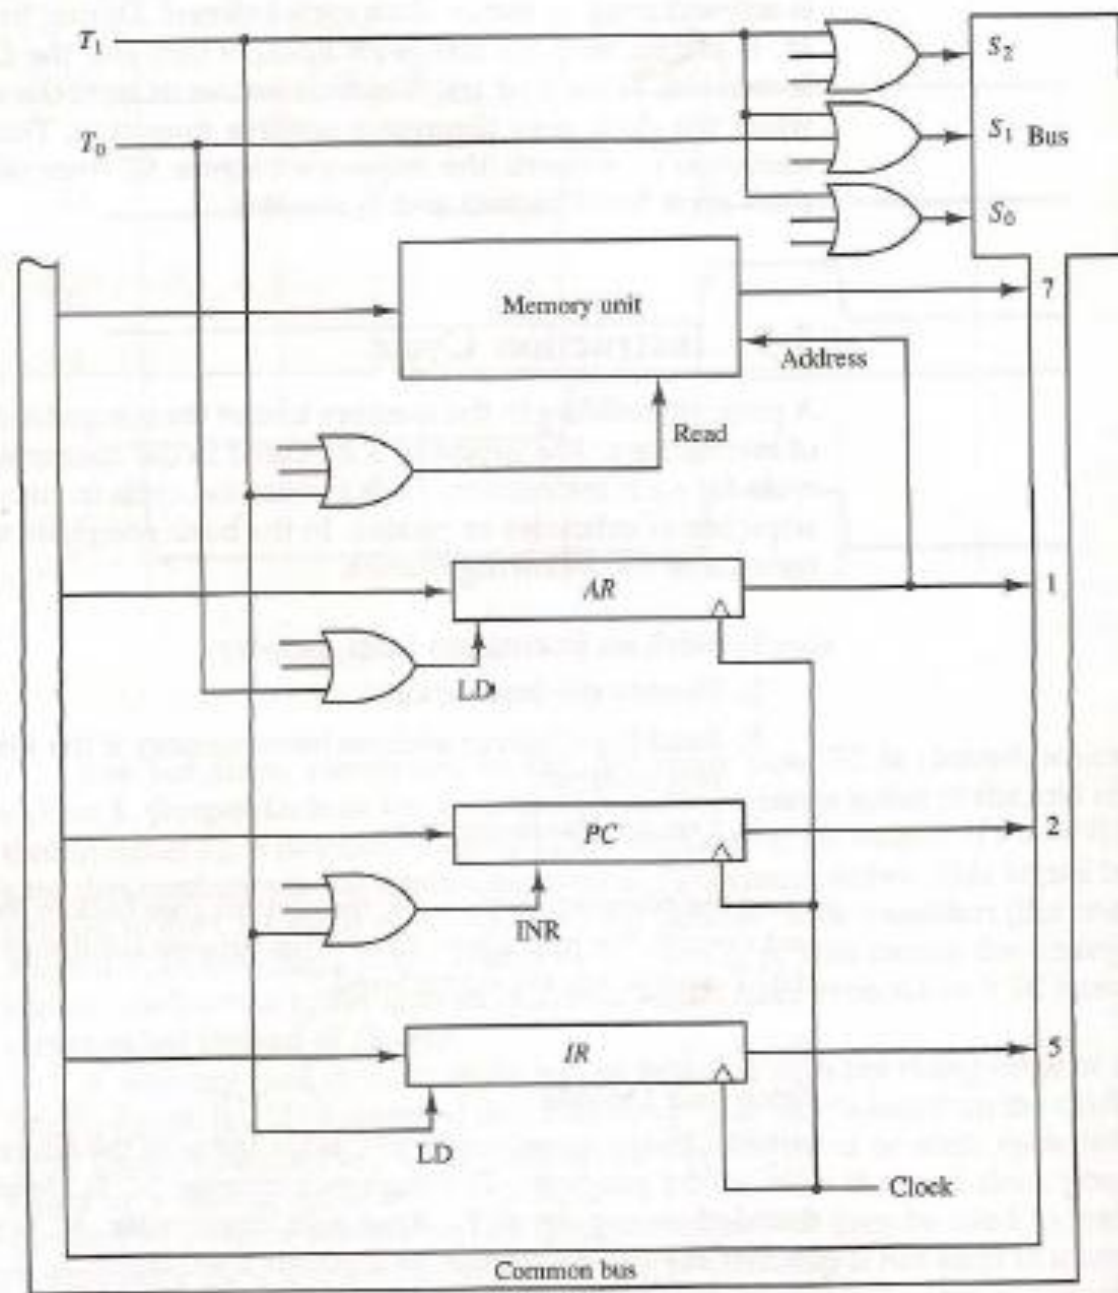 T1
S2
T0
S1 Bus
S0
Memory unit
7
Address
Read
AR
1
LD
PC
2
INR
IR
5
LD
Clock
Common bus